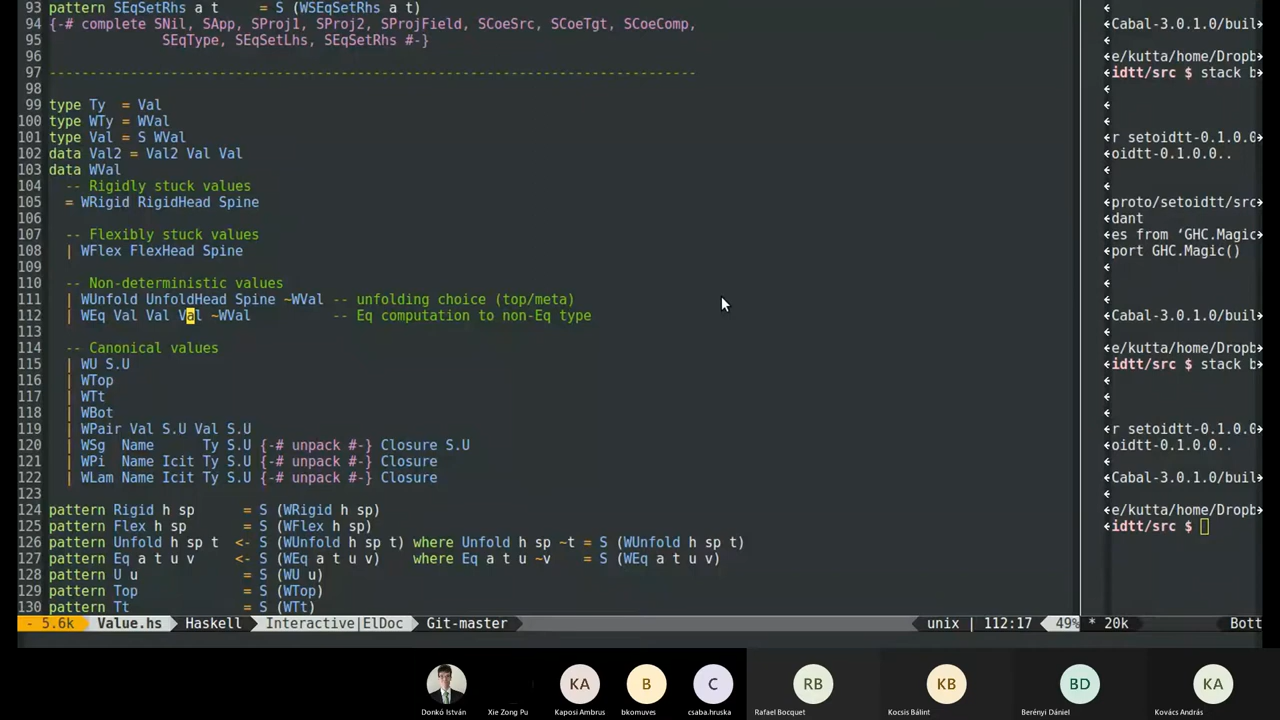 93 pattern SEqSetRhs a t     = S (WSEqSetRhs a t)
94 {-# complete SNil, SApp, SProj1, SProj2, SProjField, SCoeSrc, SCoeTgt, SCoeComp,
95               SEqType, SEqSetLhs, SEqSetRhs #-}
96
97 --------------------------------------------------------------------------------
98
99 type Ty  = Val
100 type WTy = WVal
101 type Val = S WVal
102 data Val2 = Val2 Val Val
103 data WVal
104   -- Rigidly stuck values
105   = WRigid RigidHead Spine
106
107   -- Flexibly stuck values
108   | WFlex FlexHead Spine
109
110   -- Non-deterministic values
111   | WUnfold UnfoldHead Spine ~WVal -- unfolding choice (top/meta)
112   | WEq Val Val Val ~WVal          -- Eq computation to non-Eq type
113
114   -- Canonical values
115   | WU S.U
116   | WTop
117   | WTt
118   | WBot
119   | WPair Val S.U Val S.U
120   | WSg  Name      Ty S.U {-# unpack #-} Closure S.U
121   | WPi  Name Icit Ty S.U {-# unpack #-} Closure
122   | WLam Name Icit Ty S.U {-# unpack #-} Closure
123
124 pattern Rigid h sp       = S (WRigid h sp)
125 pattern Flex h sp        = S (WFlex h sp)
126 pattern Unfold h sp t  <- S (WUnfold h sp t) where Unfold h sp ~t = S (WUnfold h sp t)
127 pattern Eq a t u v     <- S (WEq a t u v)    where Eq a t u ~v    = S (WEq a t u v)
128 pattern U u              = S (WU u)
129 pattern Top              = S (WTop)
130 pattern Tt               = S (WTt)
- 5.6k Value.hs Haskell Interactive|ElDoc Git-master unix | 112:17 49%
Cabal-3.0.1.0/buil
e/kutta/home/Dropb
idtt/src $ stack b
r setoidtt-0.1.0.0
oidtt-0.1.0.0..
proto/setoidtt/src
dant
es from ‘GHC.Magic
port GHC.Magic()
Cabal-3.0.1.0/buil
e/kutta/home/Dropb
idtt/src $ stack b
r setoidtt-0.1.0.0
oidtt-0.1.0.0..
Cabal-3.0.1.0/buil
e/kutta/home/Dropb
idtt/src $
* 20k Bott
KA B C RB KB BD KA
Donkó István Xie Zong Pu Kaposi Ambrus bkomuves csaba.hruska Rafael Bocquet Kocsis Bálint Berényi Dániel Kovács András